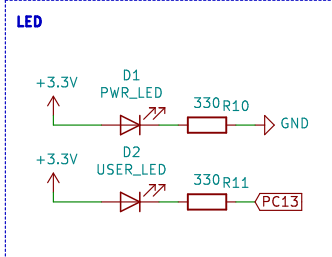 LED
+3.3V
D1
PWR_LED
330 R10
GND
+3.3V
D2
USER_LED
330 R11
PC13